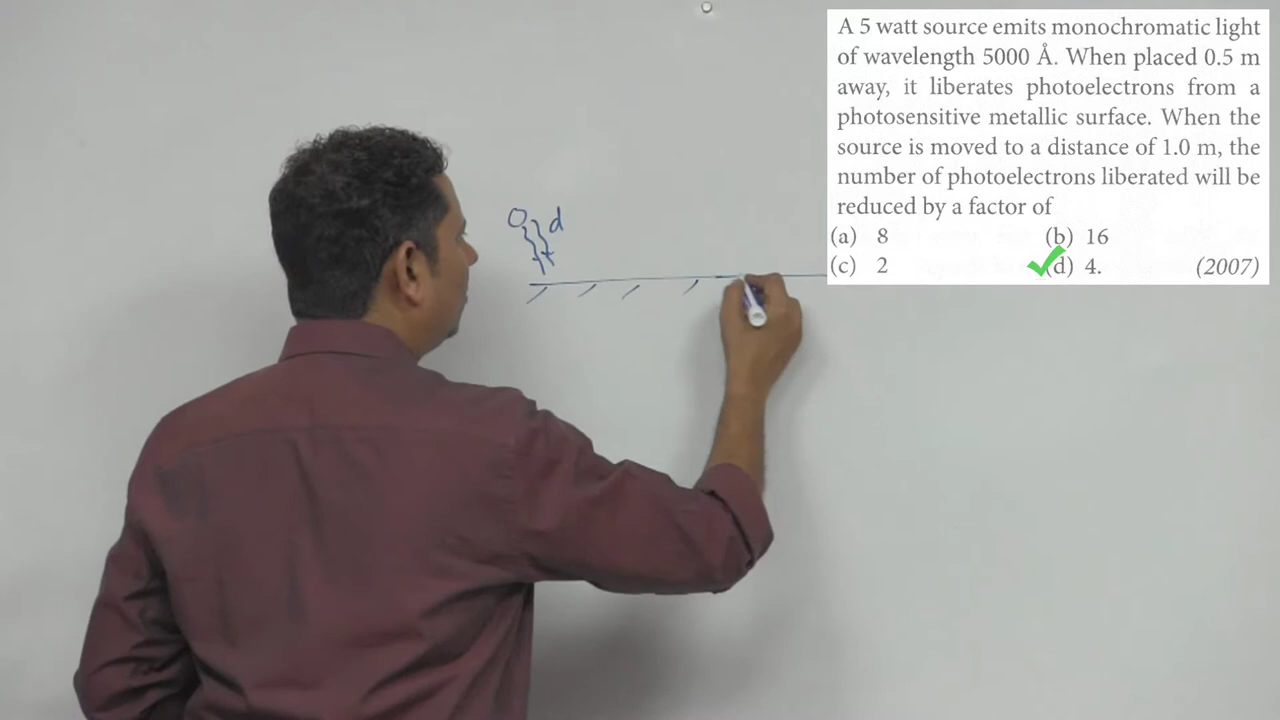 A 5 watt source emits monochromatic light
of wavelength 5000 Å. When placed 0.5 m
away, it liberates photoelectrons from a
photosensitive metallic surface. When the
source is moved to a distance of 1.0 m, the
number of photoelectrons liberated will be
reduced by a factor of
(a) 8 (b) 16
(c) 2 (d) 4. (2007)
d